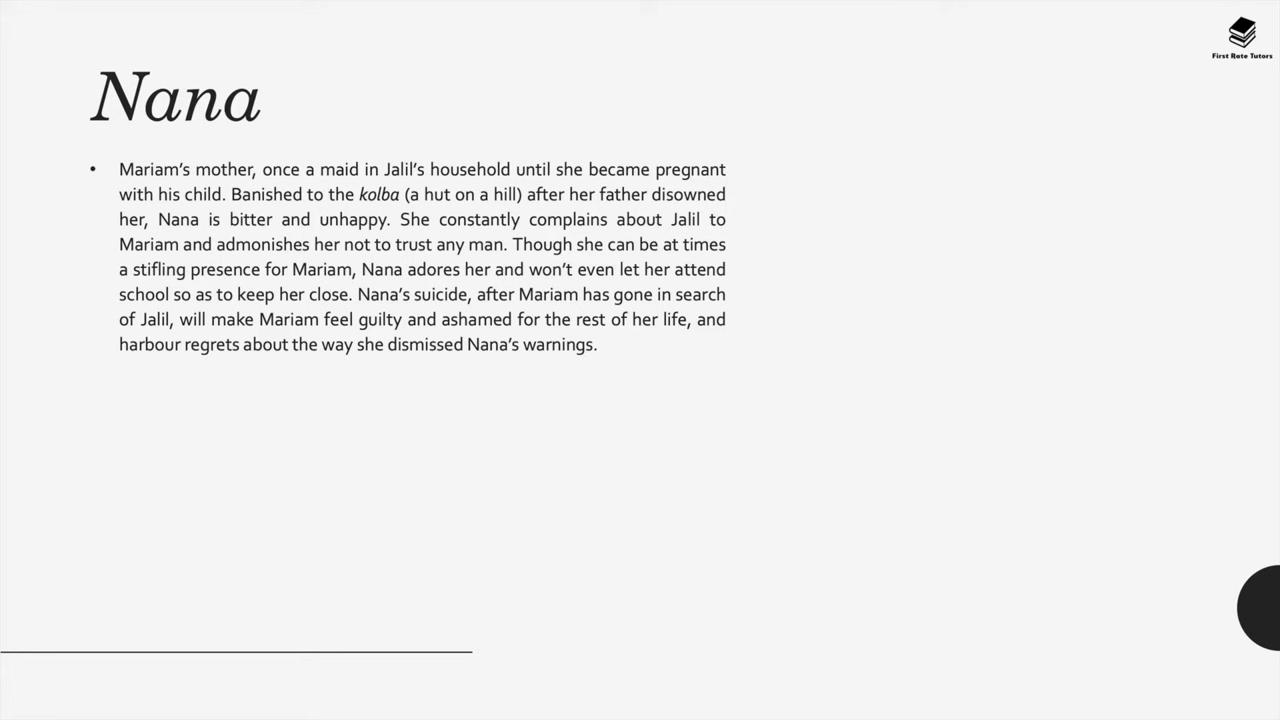 First Rate Tutors
Nana
• Mariam’s mother, once a maid in Jalil’s household until she became pregnant
with his child. Banished to the kolba (a hut on a hill) after her father disowned
her, Nana is bitter and unhappy. She constantly complains about Jalil to
Mariam and admonishes her not to trust any man. Though she can be at times
a stifling presence for Mariam, Nana adores her and won’t even let her attend
school so as to keep her close. Nana’s suicide, after Mariam has gone in search
of Jalil, will make Mariam feel guilty and ashamed for the rest of her life, and
harbour regrets about the way she dismissed Nana’s warnings.